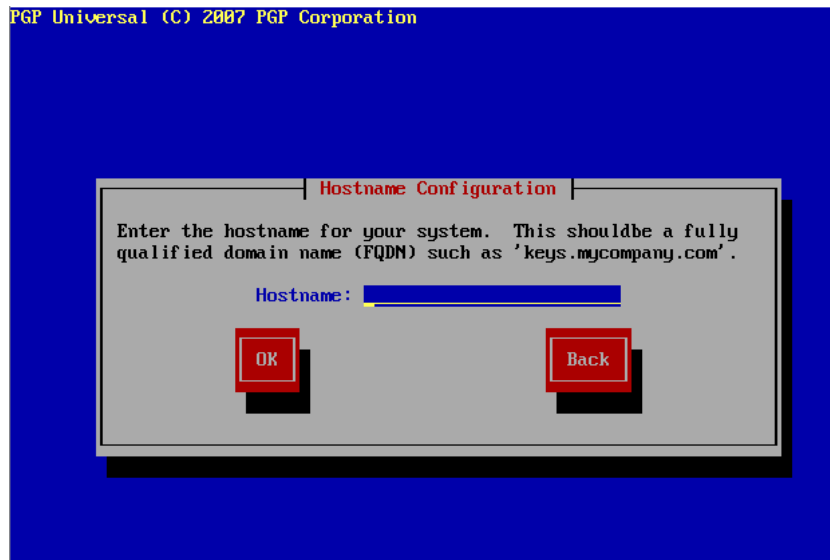 PGP Universal (C) 2007 PGP Corporation
Hostname Configuration
Enter the hostname for your system.  This shouldbe a fully
qualified domain name (FQDN) such as 'keys.mycompany.com'.
Hostname:
OK Back